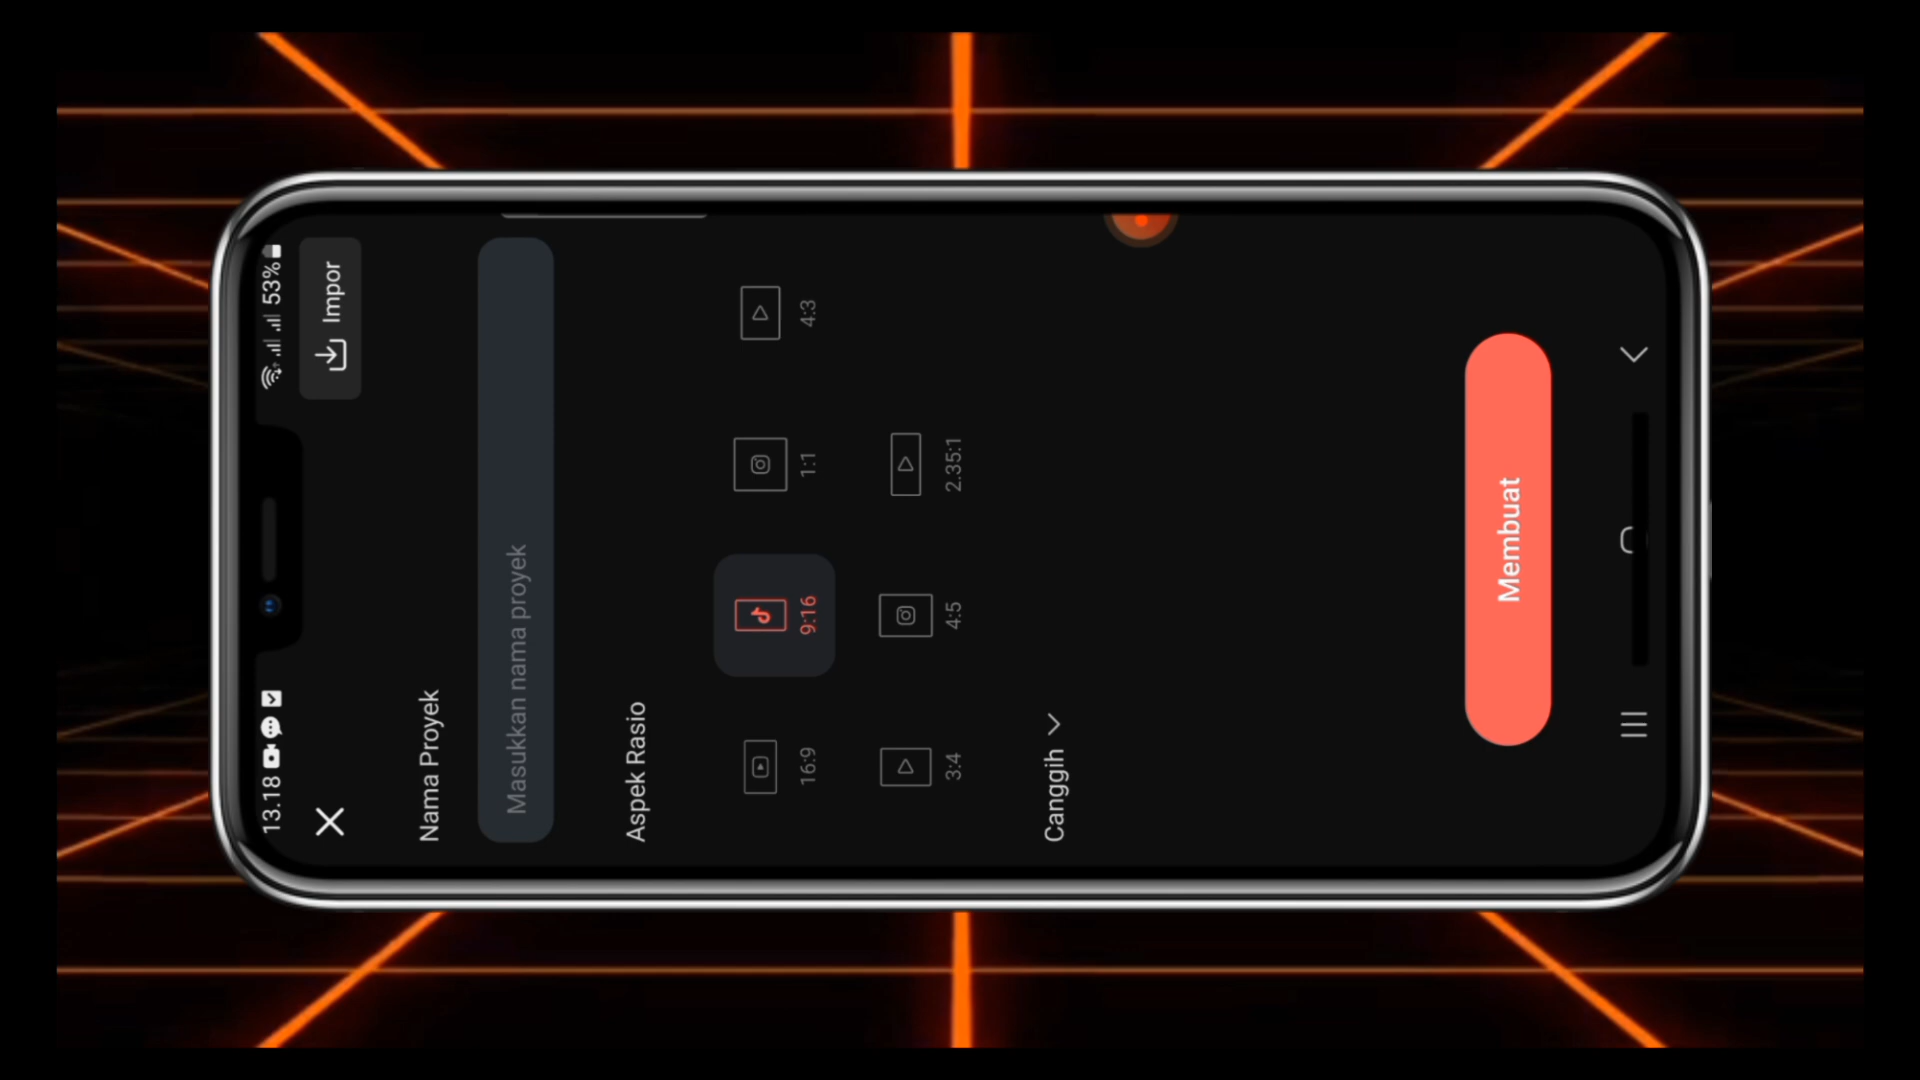 13.18
53%
Impor
Nama Proyek
Masukkan nama proyek
Aspek Rasio
16:9
9:16
1:1
4:3
3:4
4:5
2.35:1
Canggih
Membuat